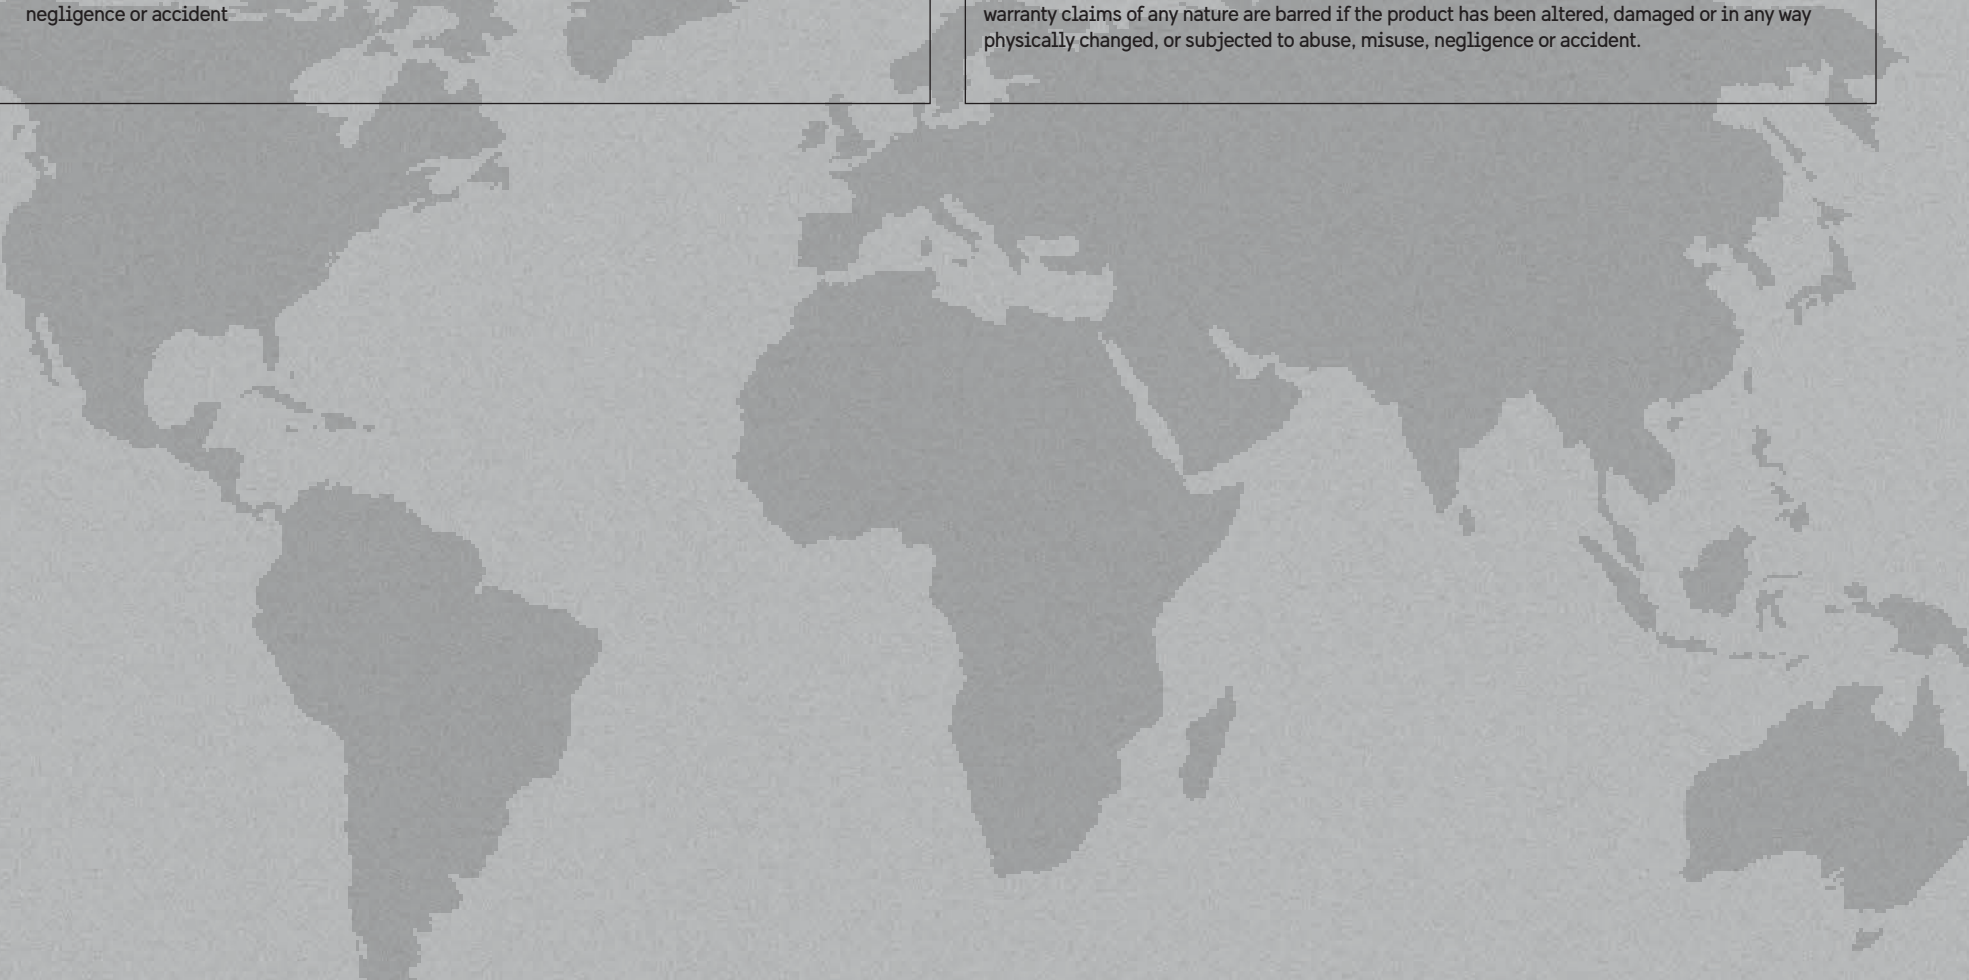 negligence or accident
warranty claims of any nature are barred if the product has been altered, damaged or in any way
physically changed, or subjected to abuse, misuse, negligence or accident.